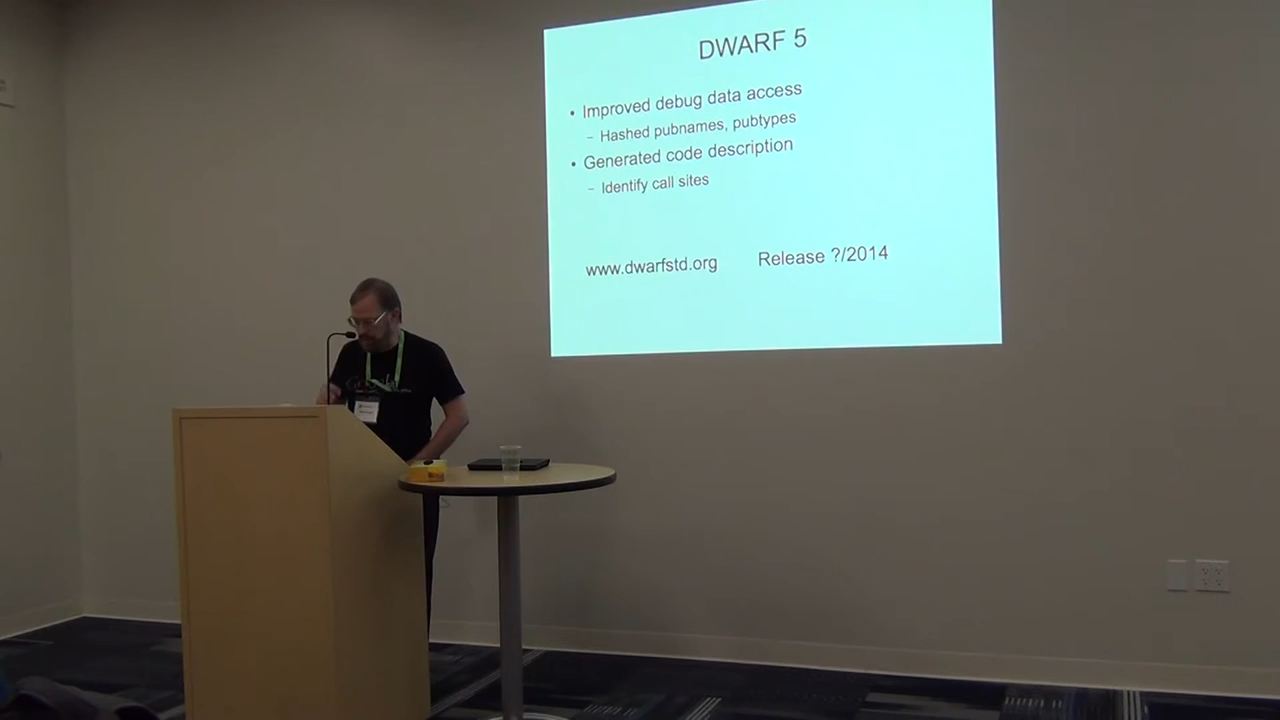 DWARF 5
• Improved debug data access
– Hashed pubnames, pubtypes
• Generated code description
– Identify call sites
www.dwarfstd.org Release ?/2014